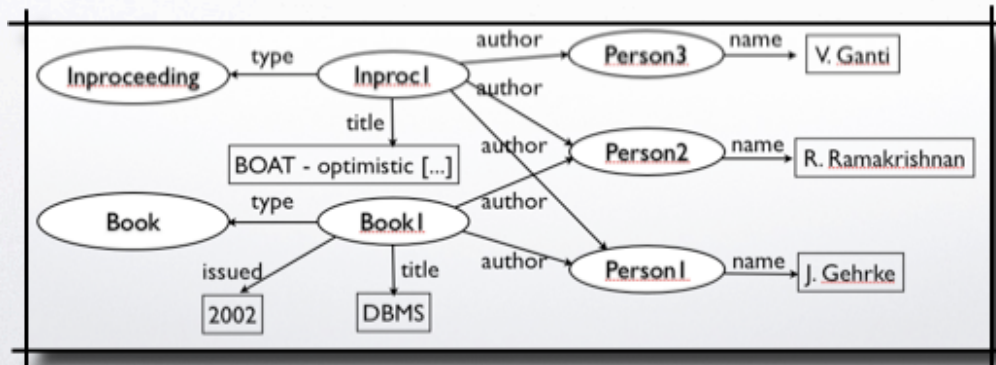 author
Person3
name
V. Ganti
type
Inproceeding
Inproc1
author
title
author
Person2
name
R. Ramakrishnan
BOAT - optimistic [...]
type
author
Book
Book1
author
Person1
name
J. Gehrke
issued
title
2002
DBMS